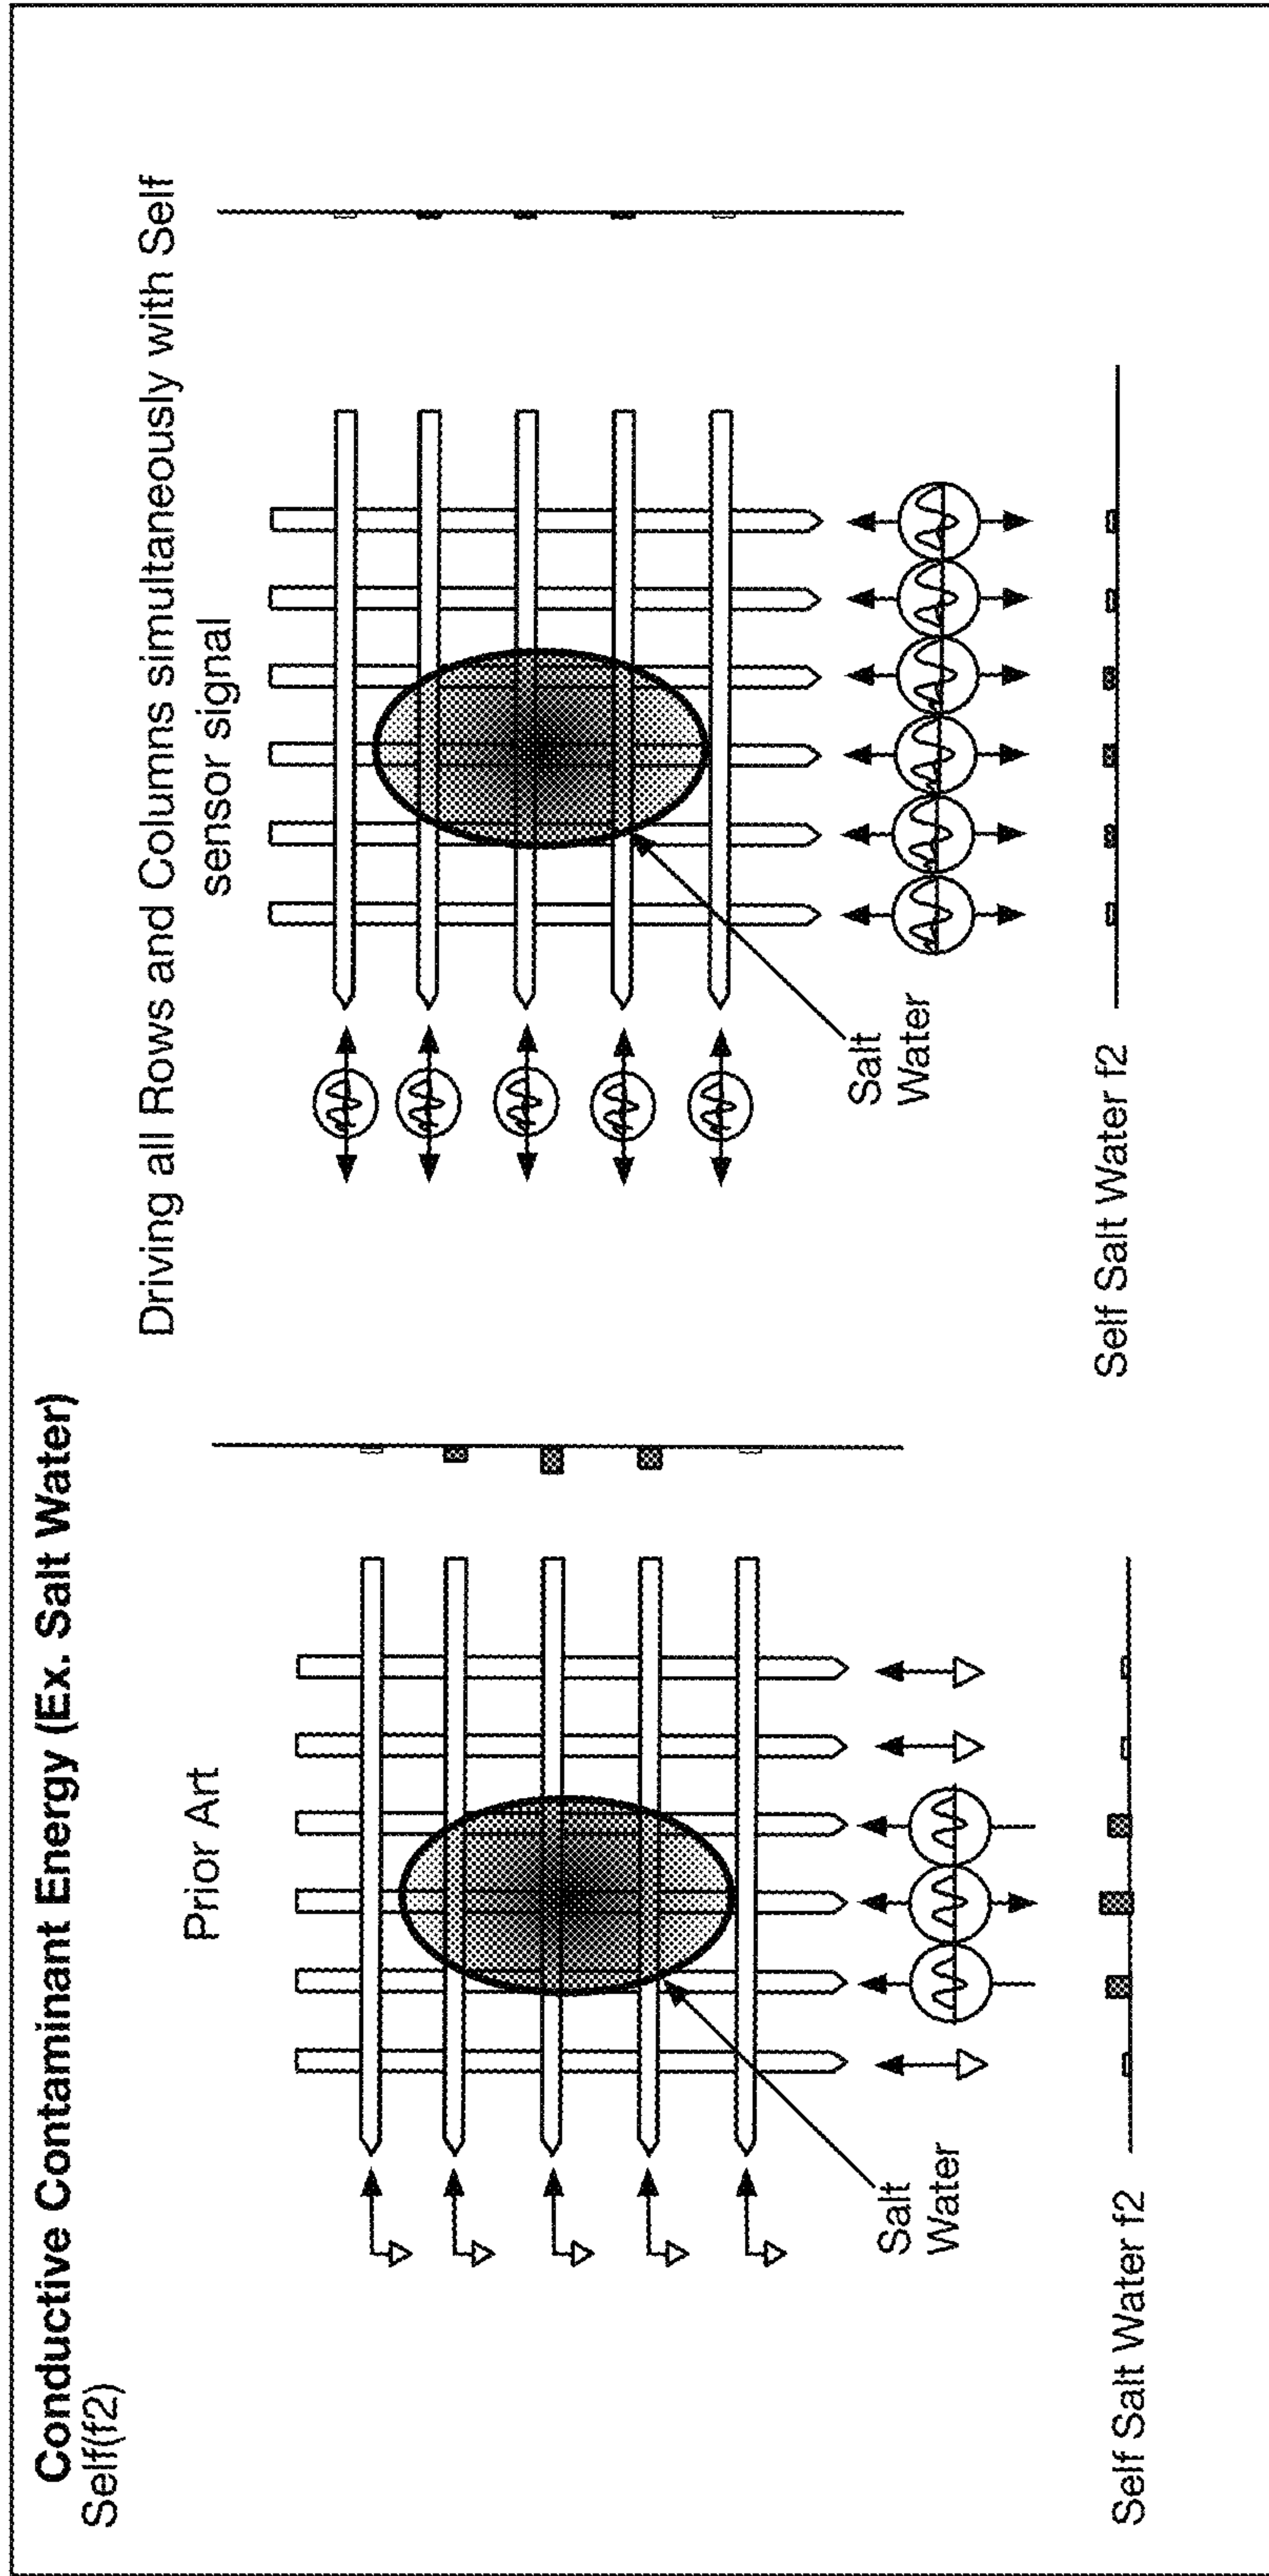 Conductive Contaminant Energy (Ex. Salt Water)
Self(f2)
Prior Art
Salt
Water
Self Salt Water f2
Driving all Rows and Columns simultaneously with Self
sensor signal
Salt
Water
Self Salt Water f2